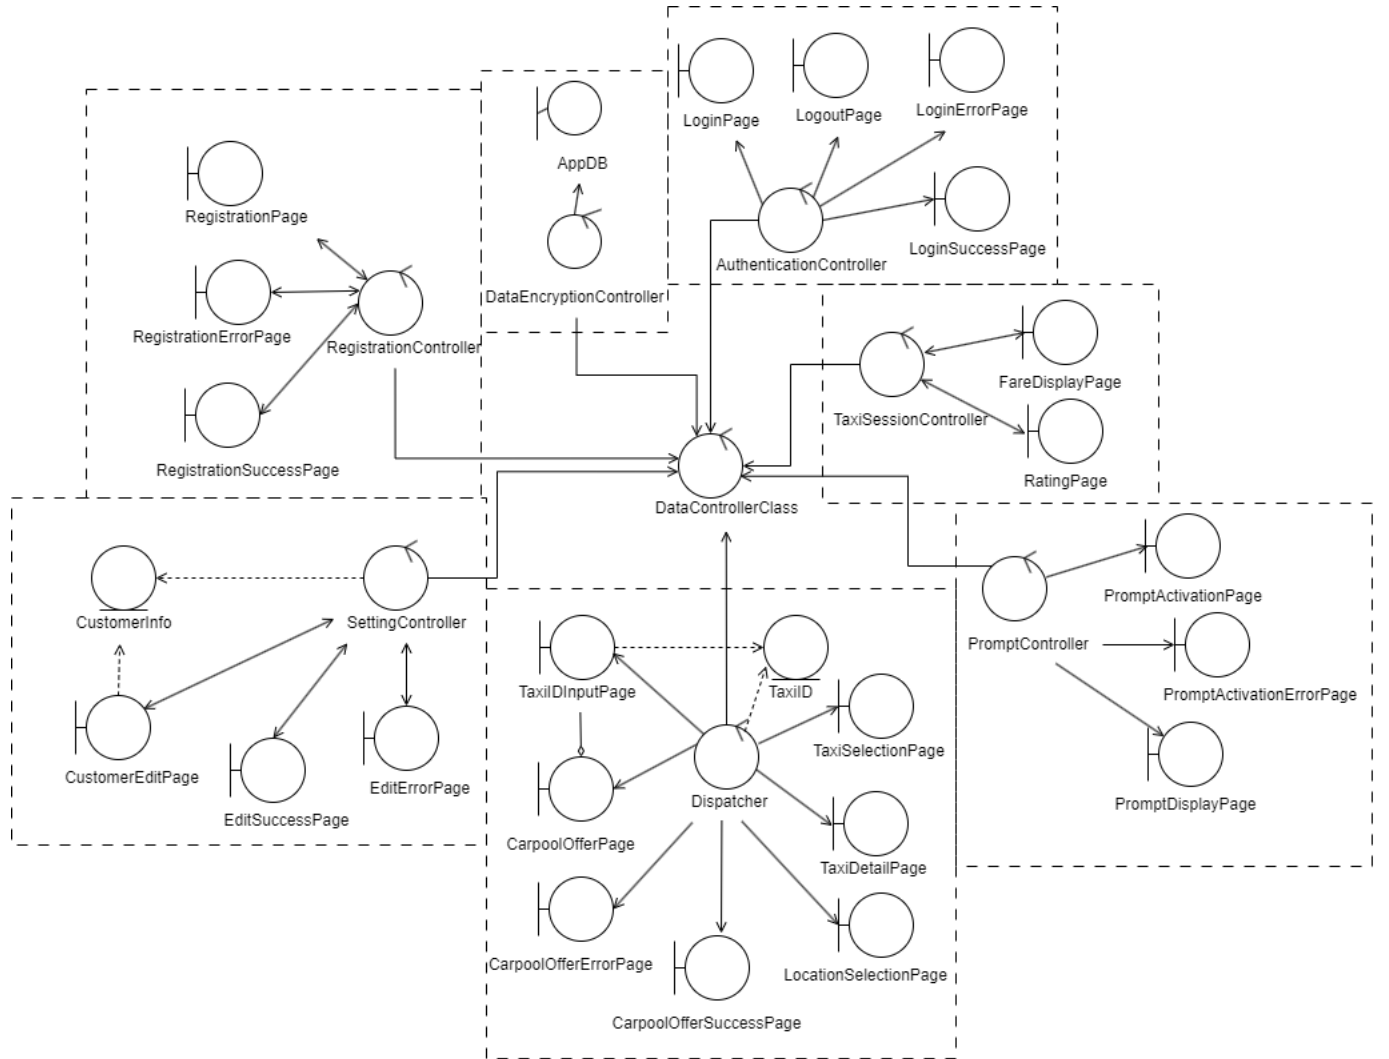 LoginPage
LogoutPage
LoginErrorPage
AppDB
RegistrationPage
LoginSuccessPage
AuthenticationController
DataEncryptionController
RegistrationErrorPage
RegistrationController
FareDisplayPage
TaxiSessionController
RegistrationSuccessPage
RatingPage
DataControllerClass
CustomerInfo
SettingController
PromptActivationPage
PromptController
TaxiIDInputPage
TaxiID
PromptActivationErrorPage
TaxiSelectionPage
CustomerEditPage
EditErrorPage
EditSuccessPage
Dispatcher
PromptDisplayPage
CarpoolOfferPage
TaxiDetailPage
CarpoolOfferErrorPage
LocationSelectionPage
CarpoolOfferSuccessPage